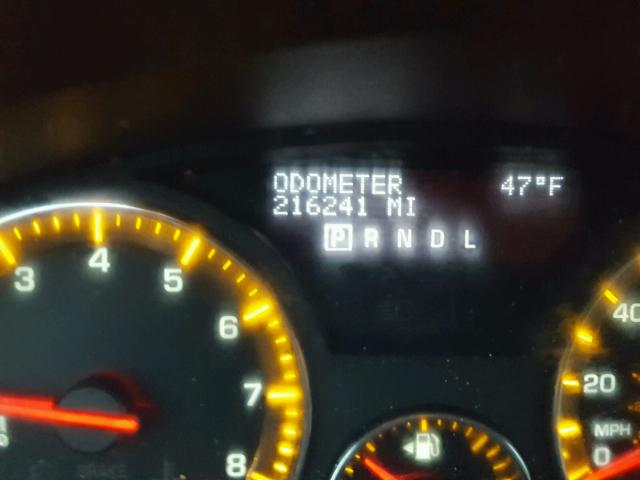 ODOMETER 47°F
216241 MI
P R N D L
3 4 5 6 7 8
40
20
MPH
0